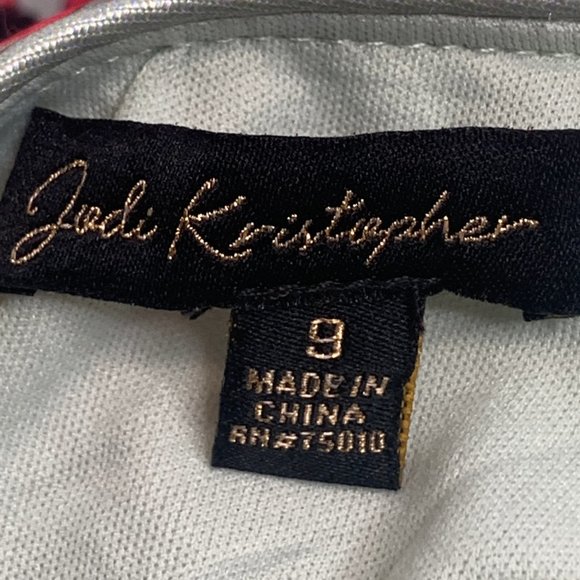 Jodi Kristopher
9
MADE IN
CHINA
RN#75010